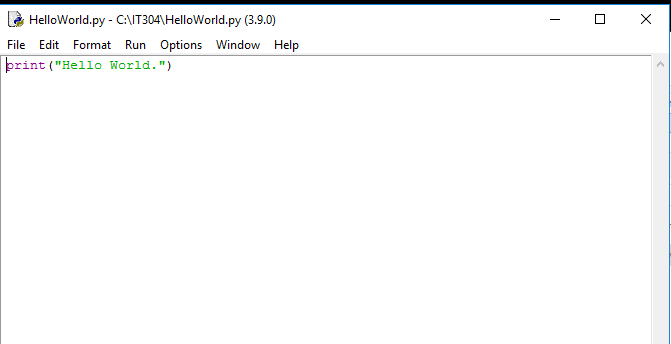 HelloWorld.py - C:\IT304\HelloWorld.py (3.9.0)
File Edit Format Run Options Window Help
print("Hello World.")